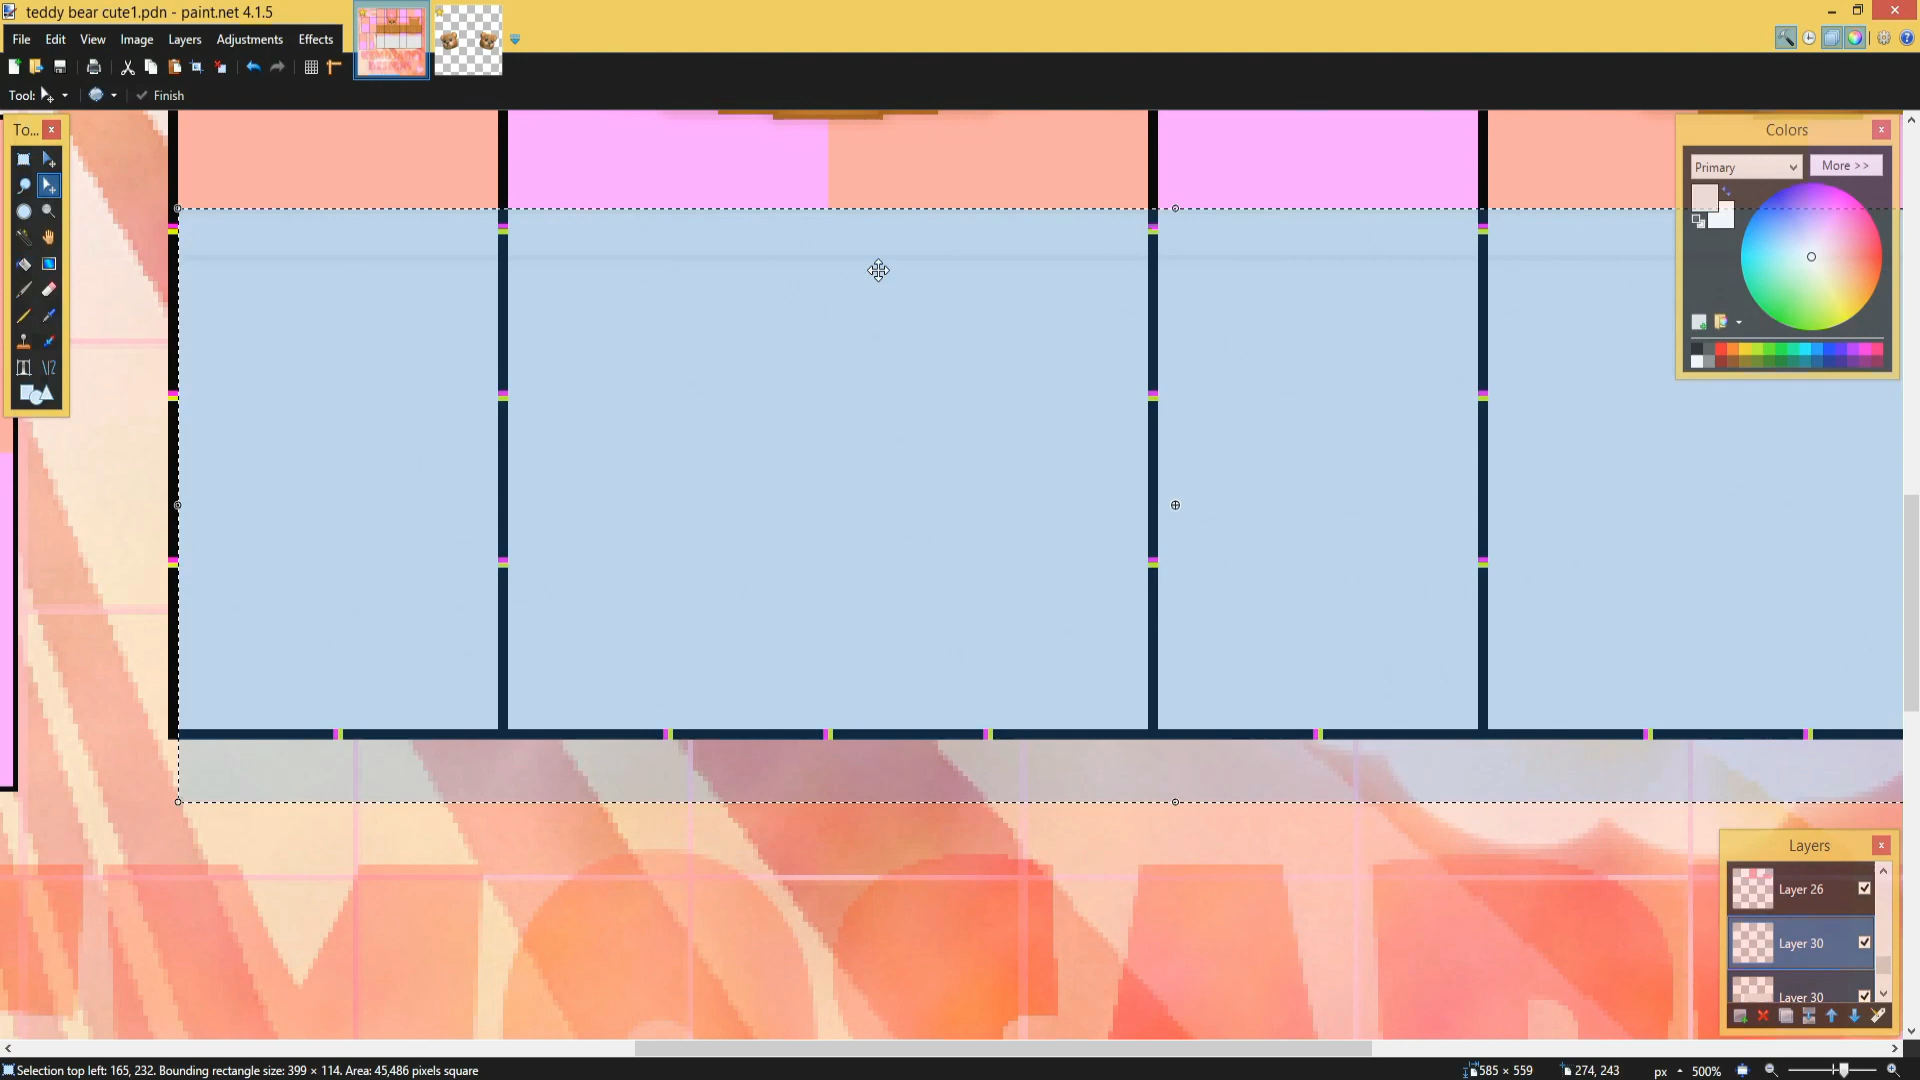 teddy bear cute1.pdn - paint.net 4.1.5
File Edit View Image Layers Adjustments Effects
Tool: Finish
To...
Colors
Primary
More >>
Layers
Layer 26
Layer 30
Layer 30
Selection top left: 165, 232. Bounding rectangle size: 399 × 114. Area: 45,486 pixels square
585 × 559
274, 243
px
500%